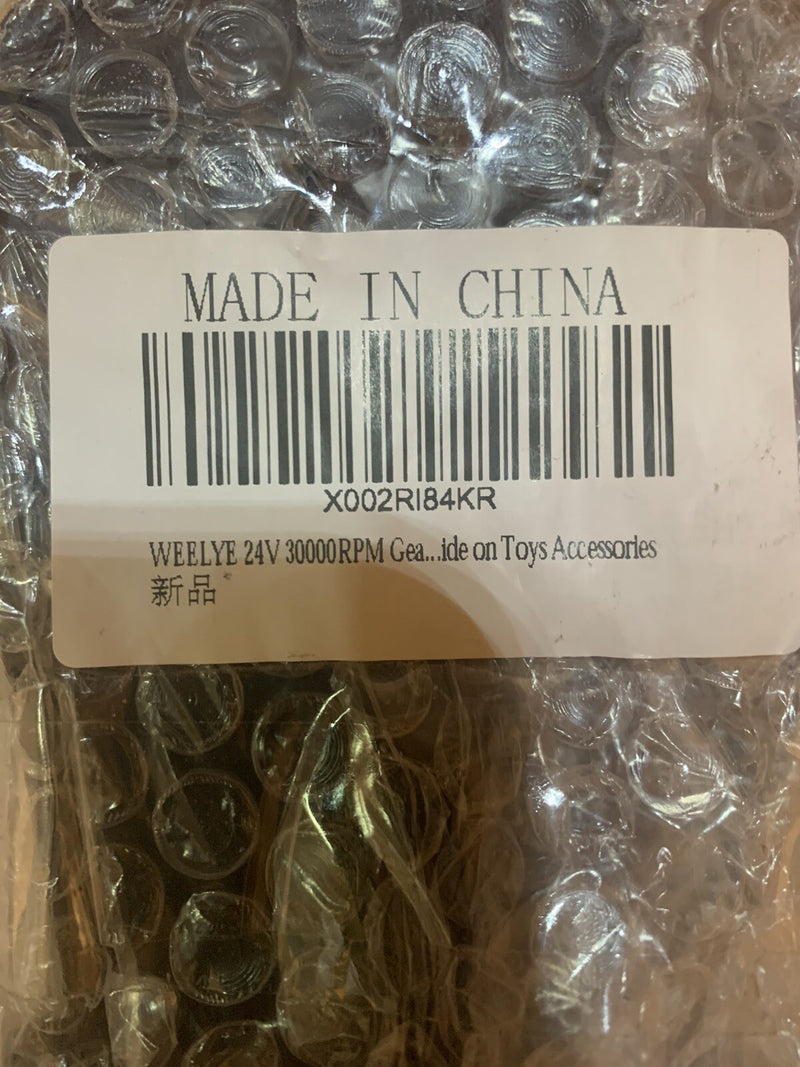 MADE IN CHINA
X002RI84KR
WEELYE 24V 30000RPM Gea...ide on Toys Accessories
新品